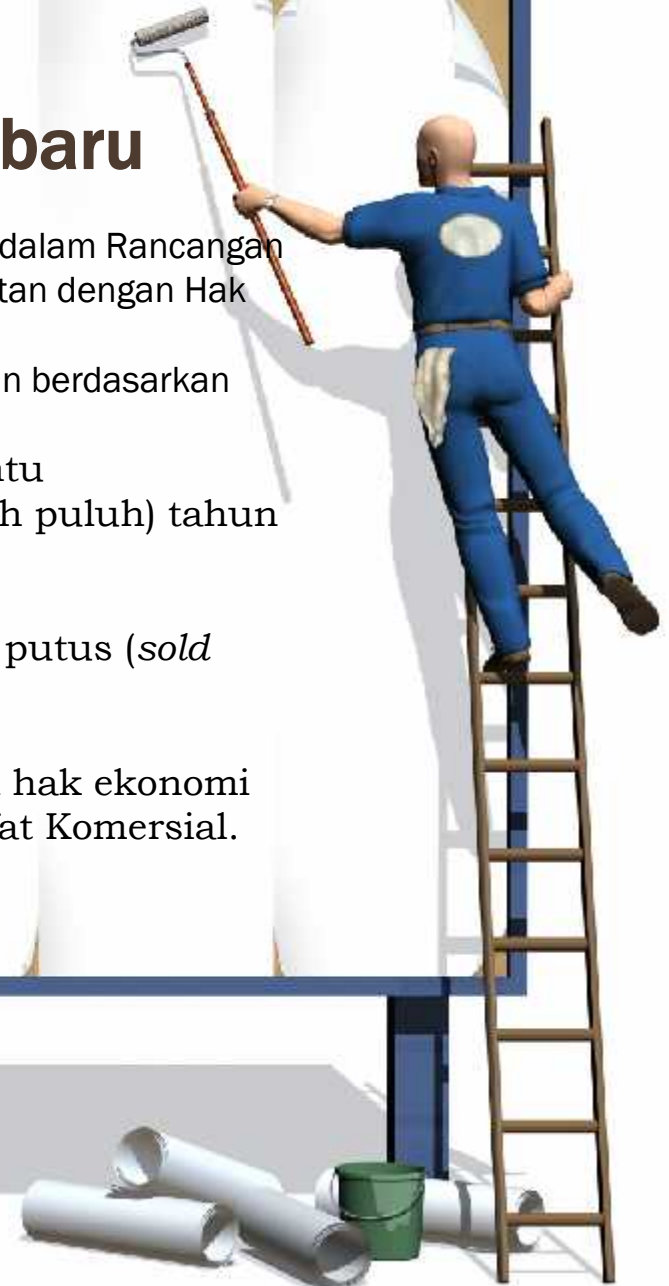 baru
dalam Rancangan
tan dengan Hak
n berdasarkan
tu
h puluh) tahun
putus (sold
hak ekonomi
at Komersial.